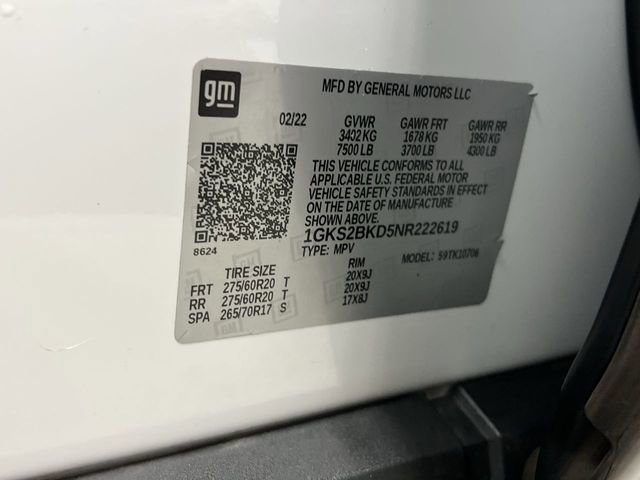 gm
MFD BY GENERAL MOTORS LLC
02/22 GVWR GAWR FRT GAWR RR
3402 KG 1678 KG 1950 KG
7500 LB 3700 LB 4300 LB
THIS VEHICLE CONFORMS TO ALL
APPLICABLE U.S. FEDERAL MOTOR
VEHICLE SAFETY STANDARDS IN EFFECT
ON THE DATE OF MANUFACTURE
SHOWN ABOVE.
1GKS2BKD5NR222619
8624 TYPE: MPV MODEL: 59TK10706
TIRE SIZE RIM
FRT 275/60R20 T 20X9J
RR 275/60R20 T 20X9J
SPA 265/70R17 S 17X8J